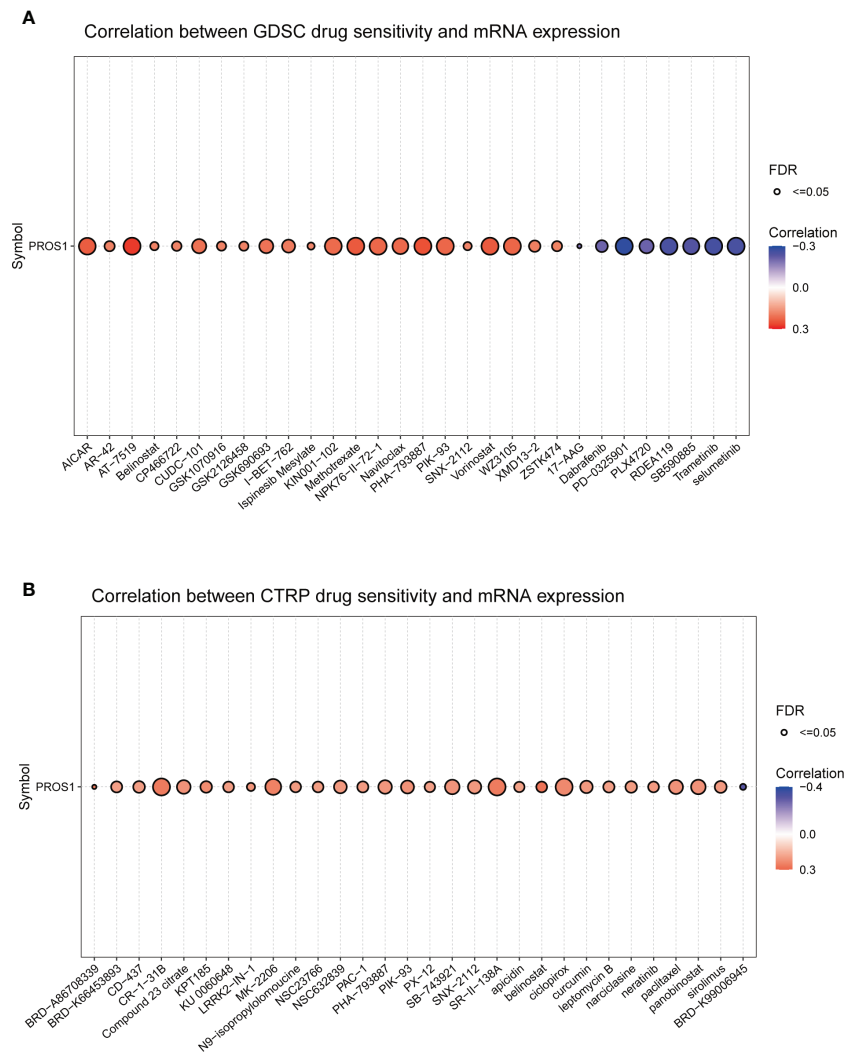 A
Correlation between GDSC drug sensitivity and mRNA expression
Symbol
PROS1
FDR
<=0.05
Correlation
−0.3
0.0
0.3
AICAR
AR−42
AT−7519
Belinostat
CP466722
CUDC−101
GSK1070916
GSK2126458
GSK690693
I−BET−762
Ispinesib Mesylate
KIN001−102
Methotrexate
NPK76−II−72−1
Navitoclax
PHA−793887
PIK−93
SNX−2112
Vorinostat
WZ3105
XMD13−2
ZSTK474
17−AAG
Dabrafenib
PD−0325901
PLX4720
RDEA119
SB590885
Trametinib
selumetinib
B
Correlation between CTRP drug sensitivity and mRNA expression
Symbol
PROS1
FDR
<=0.05
Correlation
−0.4
0.0
0.3
BRD−A86708339
BRD−K66453893
CD−437
CR−1−31B
Compound 23 citrate
KPT185
KU 0060648
LRRK2−IN−1
MK−2206
N9−isopropylolomoucine
NSC23766
NSC632839
PAC−1
PHA−793887
PIK−93
PX−12
SB−743921
SNX−2112
SR−II−138A
apicidin
belinostat
ciclopirox
curcumin
leptomycin B
narciclasine
neratinib
paclitaxel
panobinostat
sirolimus
BRD−K99006945